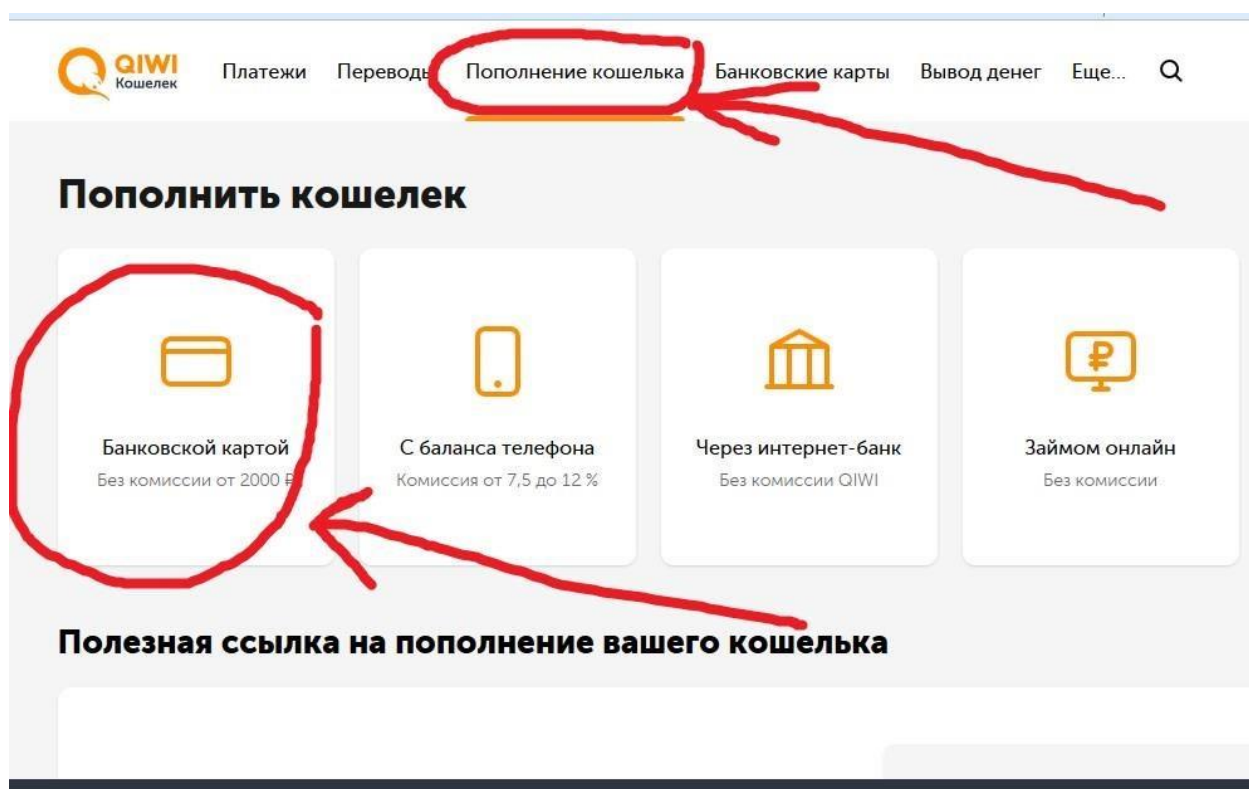 QIWI
Кошелек
Платежи Переводы Пополнение кошелька Банковские карты Вывод денег Еще...
Пополнить кошелек
Банковской картой
Без комиссии от 2000 ₽
С баланса телефона
Комиссия от 7,5 до 12 %
Через интернет-банк
Без комиссии QIWI
Займом онлайн
Без комиссии
Полезная ссылка на пополнение вашего кошелька